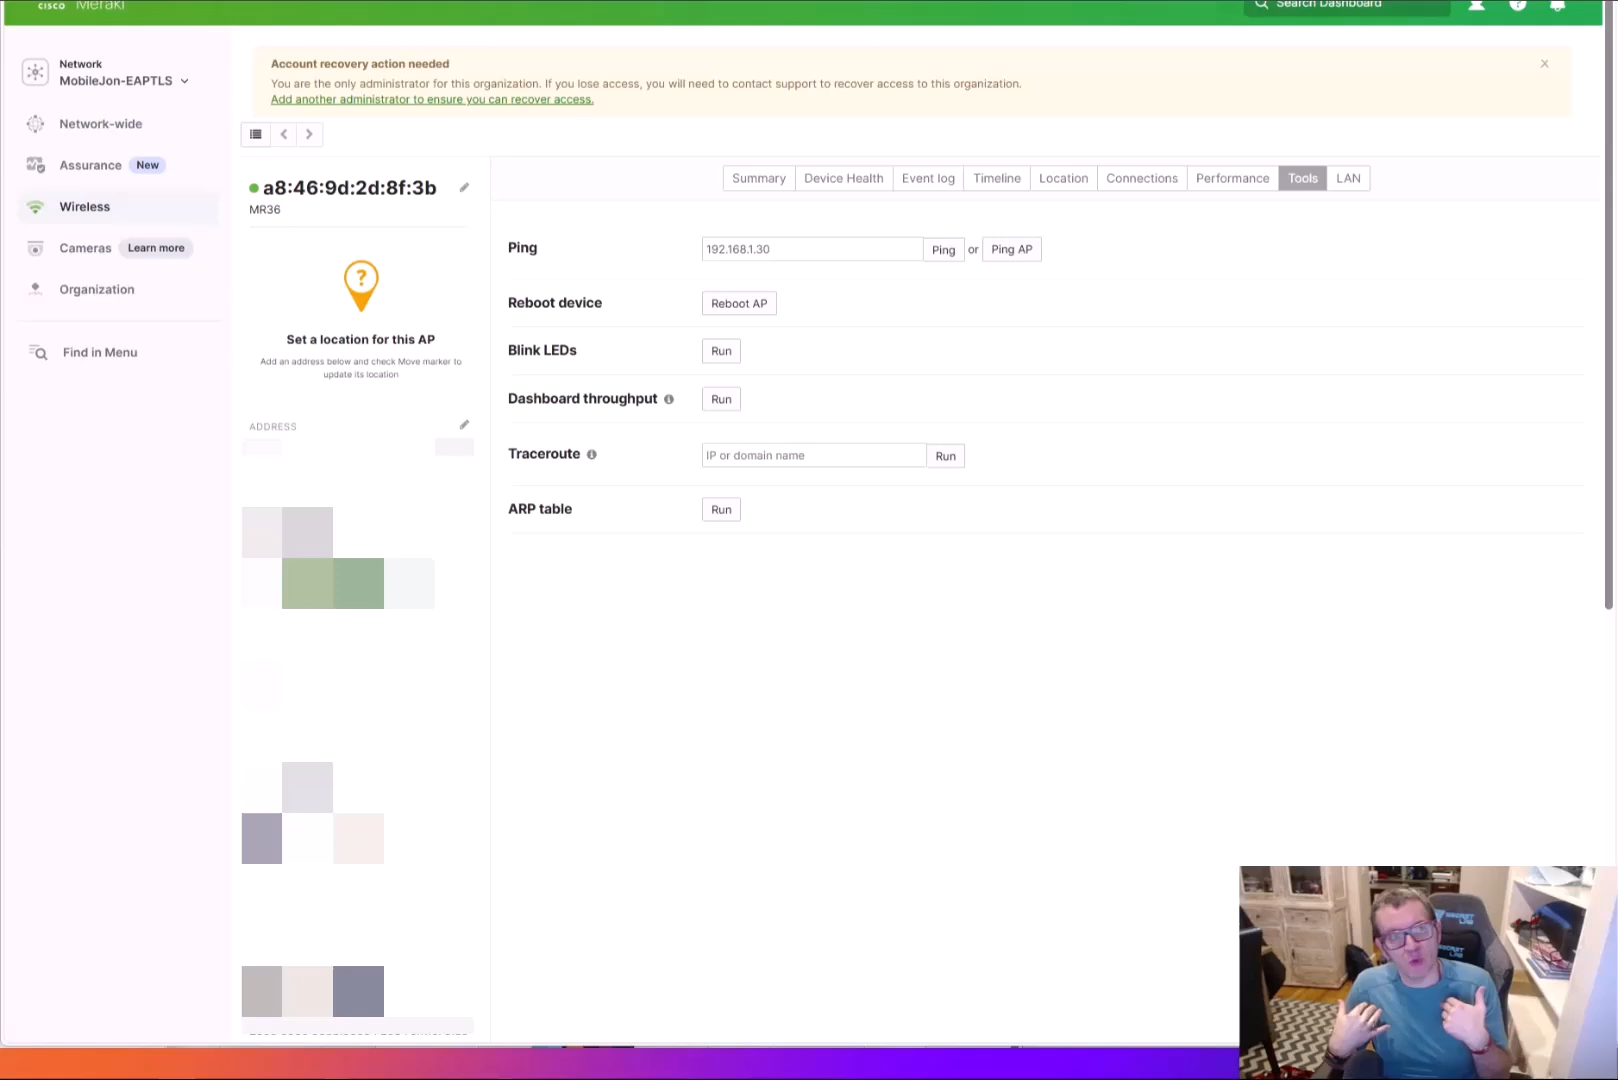 cisco Meraki
Search Dashboard
Network
MobileJon-EAPTLS
Network-wide
Assurance New
Wireless
Cameras Learn more
Organization
Find in Menu
Account recovery action needed
You are the only administrator for this organization. If you lose access, you will need to contact support to recover access to this organization.
Add another administrator to ensure you can recover access.
a8:46:9d:2d:8f:3b
MR36
Set a location for this AP
Add an address below and check Move marker to
update its location
ADDRESS
Summary Device Health Event log Timeline Location Connections Performance Tools LAN
Ping 192.168.1.30 Ping or Ping AP
Reboot device Reboot AP
Blink LEDs Run
Dashboard throughput Run
Traceroute IP or domain name Run
ARP table Run